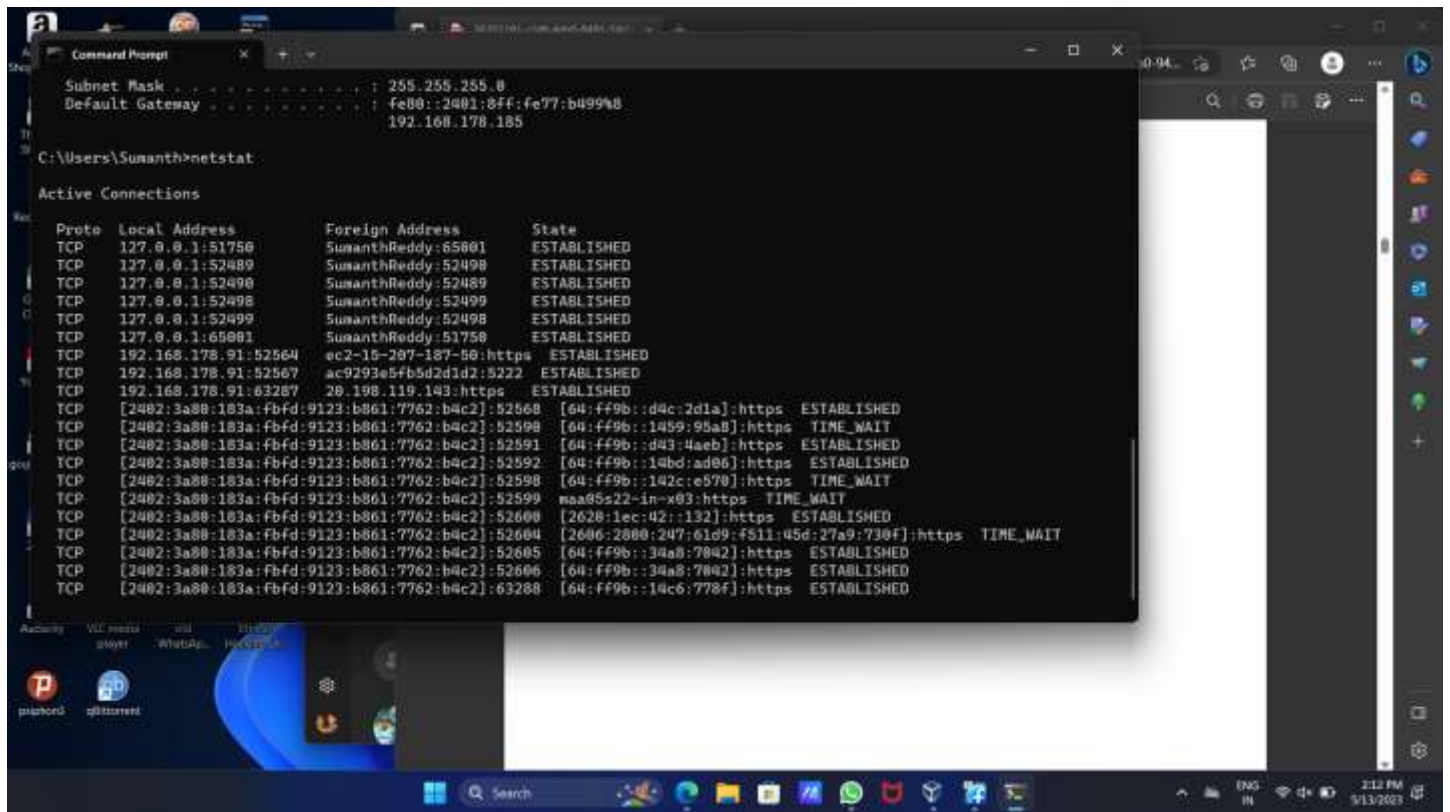 Command Prompt
Subnet Mask . . . . . . . . . . . : 255.255.255.0
Default Gateway . . . . . . . . . : fe80::2401:8ff:fe77:b499%8
192.168.178.185
C:\Users\Sumanth>netstat
Active Connections
Proto Local Address Foreign Address State
TCP 127.0.0.1:51750 SumanthReddy:65001 ESTABLISHED
TCP 127.0.0.1:52489 SumanthReddy:52490 ESTABLISHED
TCP 127.0.0.1:52490 SumanthReddy:52489 ESTABLISHED
TCP 127.0.0.1:52498 SumanthReddy:52499 ESTABLISHED
TCP 127.0.0.1:52499 SumanthReddy:52498 ESTABLISHED
TCP 127.0.0.1:65001 SumanthReddy:51750 ESTABLISHED
TCP 192.168.178.91:52564 ec2-15-207-187-50:https ESTABLISHED
TCP 192.168.178.91:52567 ac9293e5fb5d2d1d2:5222 ESTABLISHED
TCP 192.168.178.91:63287 20.198.119.143:https ESTABLISHED
TCP [2402:3a80:183a:fbfd:9123:b861:7762:b4c2]:52568 [64:ff9b::d4c:2d1a]:https ESTABLISHED
TCP [2402:3a80:183a:fbfd:9123:b861:7762:b4c2]:52590 [64:ff9b::1459:95a8]:https TIME_WAIT
TCP [2402:3a80:183a:fbfd:9123:b861:7762:b4c2]:52591 [64:ff9b::d43:4aeb]:https ESTABLISHED
TCP [2402:3a80:183a:fbfd:9123:b861:7762:b4c2]:52592 [64:ff9b::14bd:ad06]:https ESTABLISHED
TCP [2402:3a80:183a:fbfd:9123:b861:7762:b4c2]:52598 [64:ff9b::142c:e570]:https TIME_WAIT
TCP [2402:3a80:183a:fbfd:9123:b861:7762:b4c2]:52599 maa05s22-in-x03:https TIME_WAIT
TCP [2402:3a80:183a:fbfd:9123:b861:7762:b4c2]:52600 [2620:1ec:42::132]:https ESTABLISHED
TCP [2402:3a80:183a:fbfd:9123:b861:7762:b4c2]:52604 [2606:2800:247:61d9:f511:45d:27a9:730f]:https TIME_WAIT
TCP [2402:3a80:183a:fbfd:9123:b861:7762:b4c2]:52605 [64:ff9b::34a8:7042]:https ESTABLISHED
TCP [2402:3a80:183a:fbfd:9123:b861:7762:b4c2]:52606 [64:ff9b::34a8:7042]:https ESTABLISHED
TCP [2402:3a80:183a:fbfd:9123:b861:7762:b4c2]:63288 [64:ff9b::14c6:778f]:https ESTABLISHED
Audacity VLC media player WhatsAp...
psiphon3 qBittorrent
Search
ENG IN
2:12 PM
5/13/2023